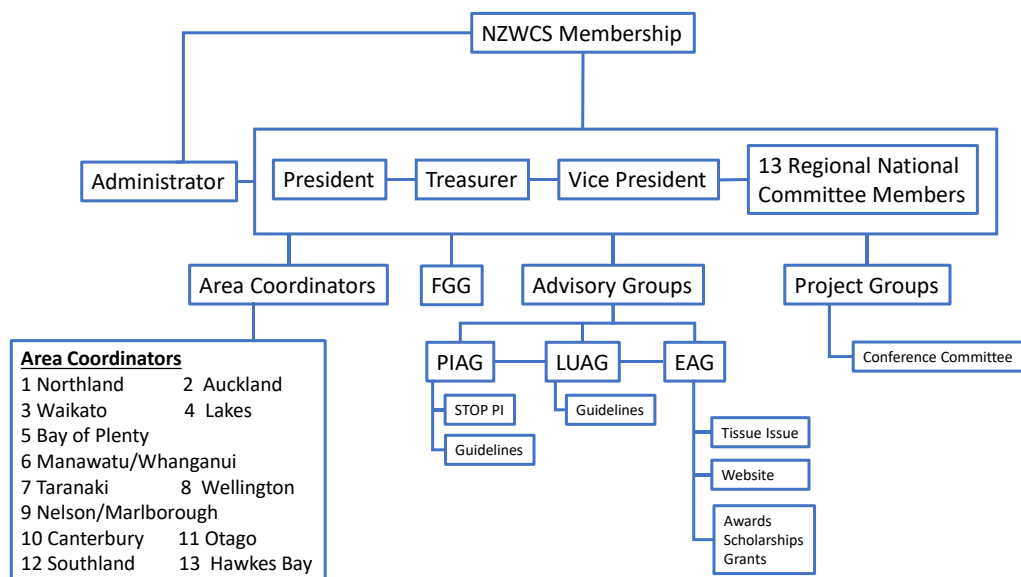 NZWCS Membership
Administrator
President
Treasurer
Vice President
13 Regional National
Committee Members
Area Coordinators
FGG
Advisory Groups
Project Groups
Area Coordinators
1 Northland 2 Auckland
3 Waikato 4 Lakes
5 Bay of Plenty
6 Manawatu/Whanganui
7 Taranaki 8 Wellington
9 Nelson/Marlborough
10 Canterbury 11 Otago
12 Southland 13 Hawkes Bay
PIAG
LUAG
EAG
Conference Committee
STOP PI
Guidelines
Guidelines
Tissue Issue
Website
Awards
Scholarships
Grants